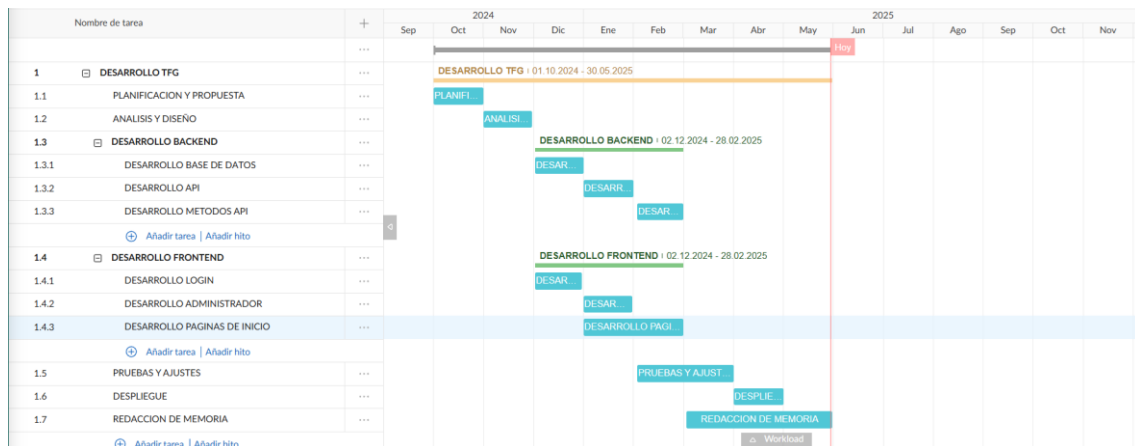 2024 2025
Nombre de tarea
Sep Oct Nov Dic Ene Feb Mar Abr May Jun Jul Ago Sep Oct Nov
Hoy
1 DESARROLLO TFG DESARROLLO TFG 01.10.2024 - 30.05.2025
1.1 PLANIFICACION Y PROPUESTA PLANIFI...
1.2 ANALISIS Y DISEÑO ANALISI...
1.3 DESARROLLO BACKEND DESARROLLO BACKEND 02.12.2024 - 28.02.2025
1.3.1 DESARROLLO BASE DE DATOS DESAR...
1.3.2 DESARROLLO API DESARR...
1.3.3 DESARROLLO METODOS API DESAR...
Añadir tarea | Añadir hito
1.4 DESARROLLO FRONTEND DESARROLLO FRONTEND 02.12.2024 - 28.02.2025
1.4.1 DESARROLLO LOGIN DESAR...
1.4.2 DESARROLLO ADMINISTRADOR DESAR...
1.4.3 DESARROLLO PAGINAS DE INICIO DESARROLLO PAGI...
Añadir tarea | Añadir hito
1.5 PRUEBAS Y AJUSTES PRUEBAS Y AJUST...
1.6 DESPLIEGUE DESPLIE...
1.7 REDACCION DE MEMORIA REDACCION DE MEMORIA
Añadir tarea | Añadir hito Workload